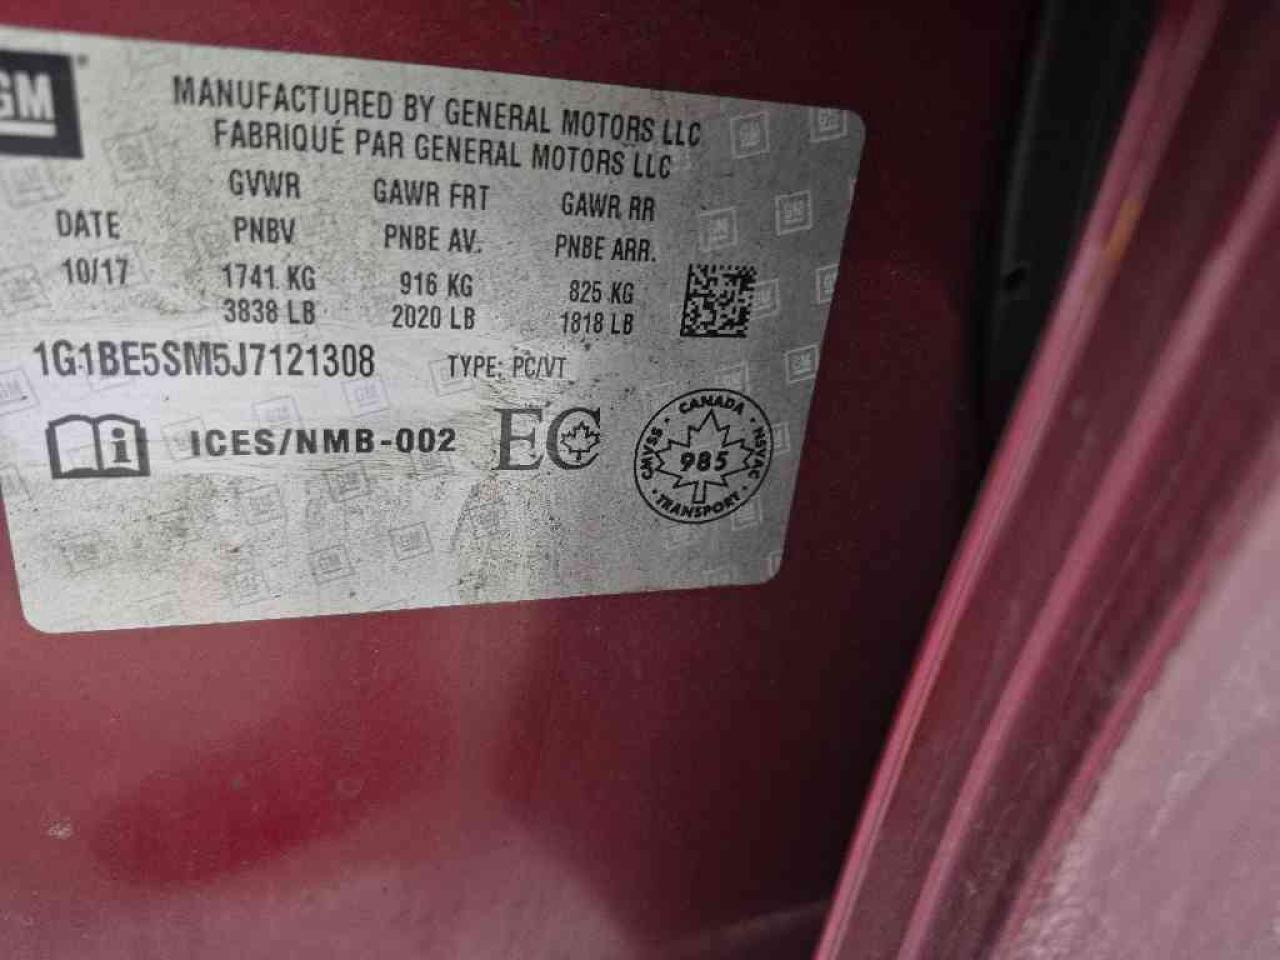 GM
MANUFACTURED BY GENERAL MOTORS LLC
FABRIQUÉ PAR GENERAL MOTORS LLC
DATE GVWR GAWR FRT GAWR RR
PNBV PNBE AV. PNBE ARR.
10/17 1741 KG 916 KG 825 KG
3838 LB 2020 LB 1818 LB
1G1BE5SM5J7121308 TYPE: PC/VT
i ICES/NMB-002 EC
CANADA
CMVSS 985 NSVAC
TRANSPORT